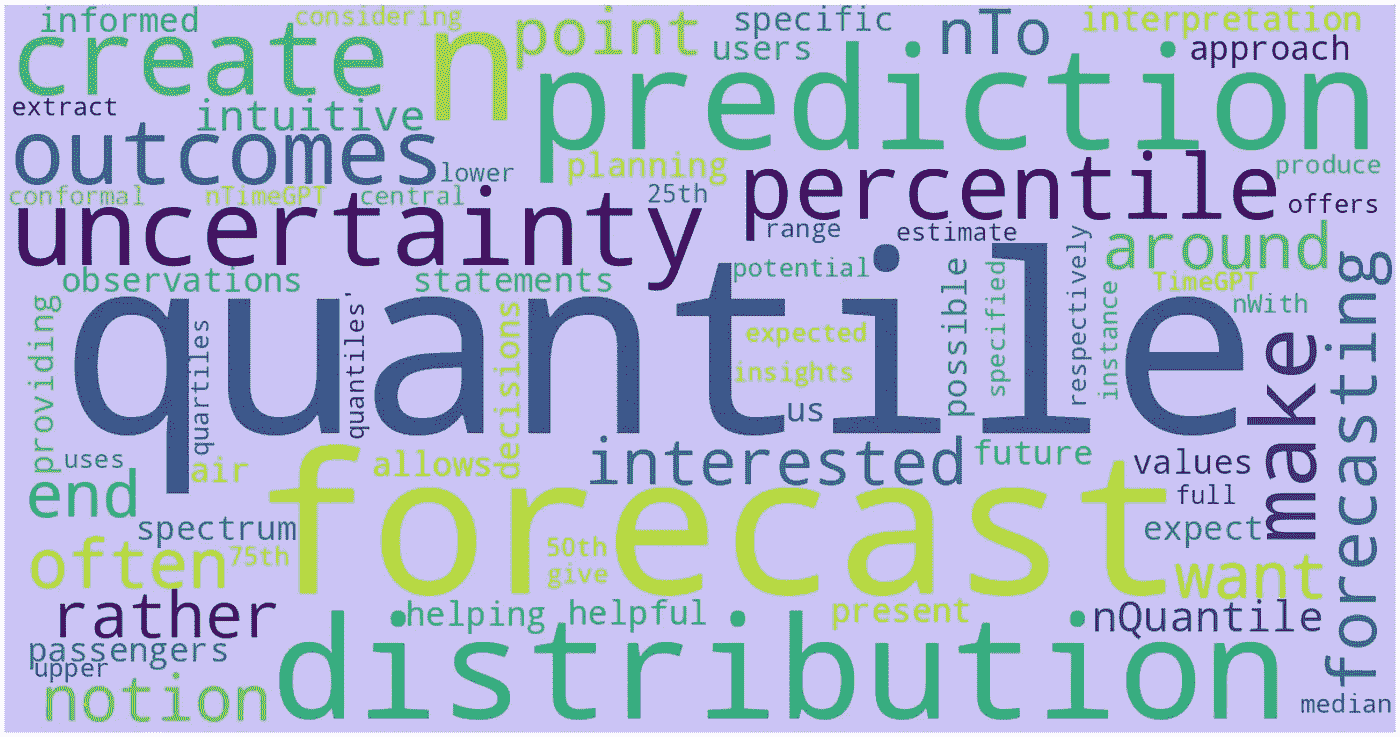 informed
considering
create
n
point
specific
users
nTo
interpretation
approach
extract
intuitive
prediction
outcomes
lower
planning
percentile
produce
conformal
nTimeGPT
central
25th
offers
uncertainty
range
estimate
around
observations
statements
potential
TimeGPT
nWith
quantile
providing
quartiles
quantiles'
decisions
expected
insights
us
possible
specified
respectively
instance
make
forecasting
uses
air
allows
interested
future
values
full
end
spectrum
forecast
expect
often
75th
50th
give
want
rather
helping
helpful
present
nQuantile
passengers
upper
distribution
notion
median